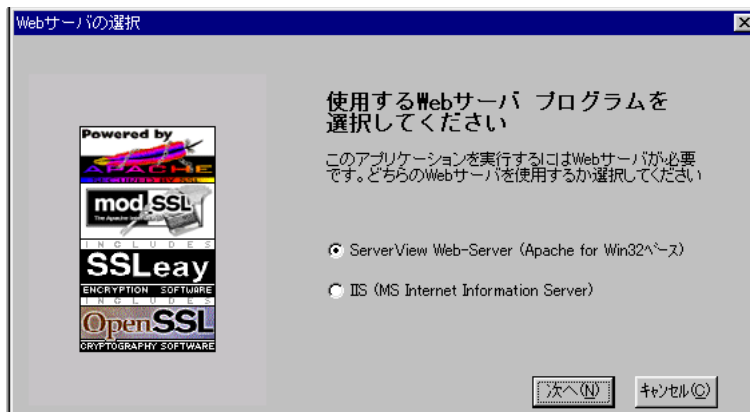 Webサーバの選択
Powered by
APACHE
mod SSL
The Apache Int
INCLUDES
SSLeay
ENCRYPTION SOFTWARE
INCLUDES
OpenSSL
CRYPTOGRAPHY SOFTWARE
使用するWebサーバ プログラムを
選択してください
このアプリケーションを実行するにはWebサーバが必要
です。どちらのWebサーバを使用するか選択してください
ServerView Web-Server (Apache for Win32ﾍﾞｰｽ)
IIS (MS Internet Information Server)
次へ(N)
ｷｬﾝｾﾙ(C)